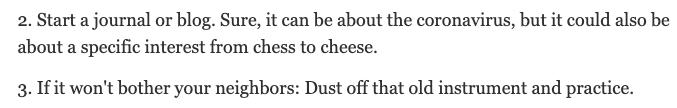 2. Start a journal or blog. Sure, it can be about the coronavirus, but it could also be
about a specific interest from chess to cheese.
3. If it won't bother your neighbors: Dust off that old instrument and practice.